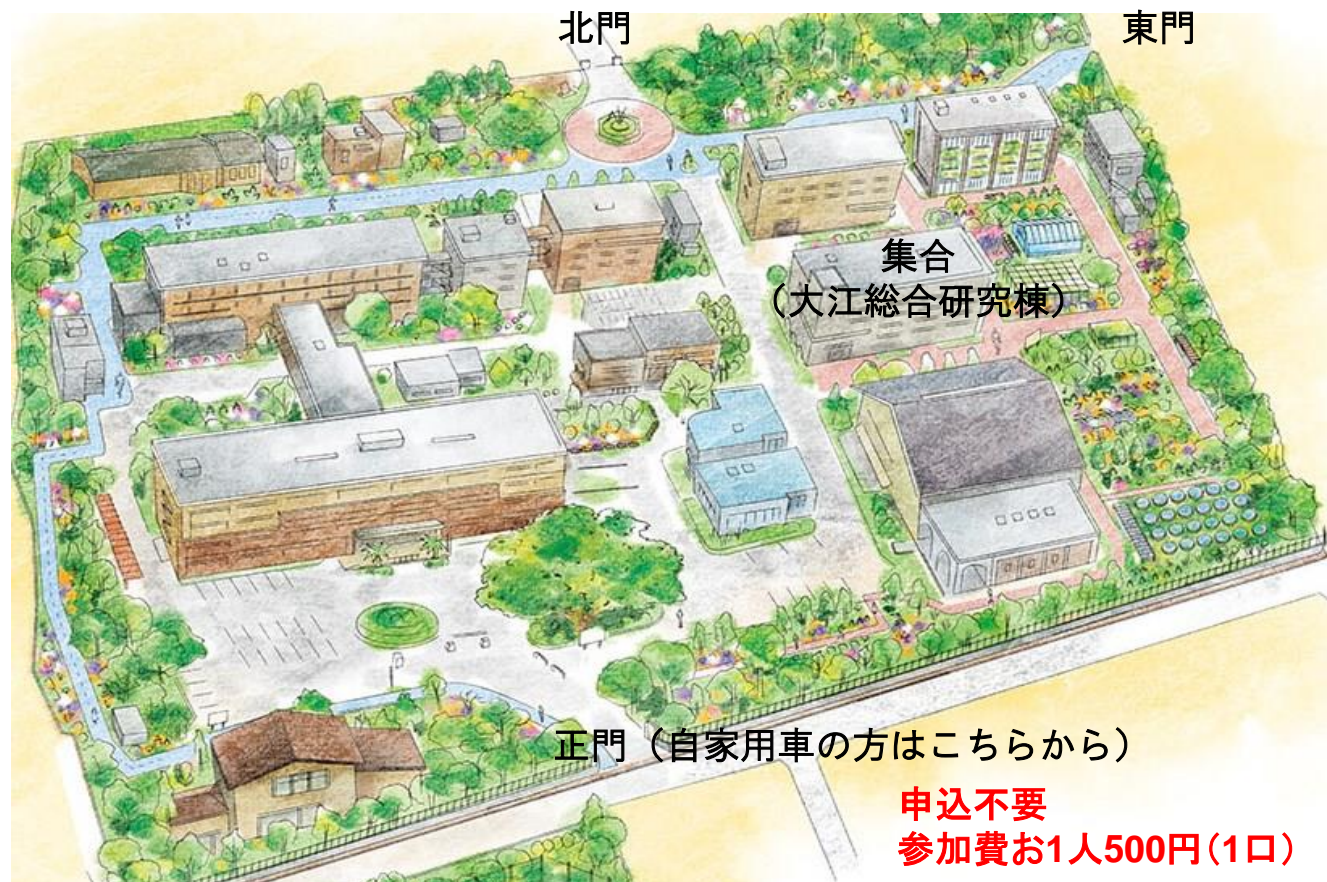 北門
東門
集合
（大江総合研究棟）
正門（自家用車の方はこちらから）
申込不要
参加費お1人500円（1口）